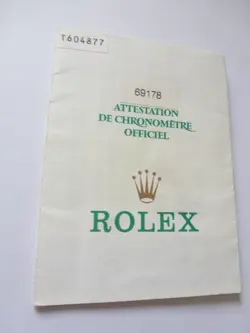 T604877
69178
ATTESTATION
DE CHRONOMÈTRE
OFFICIEL
ROLEX